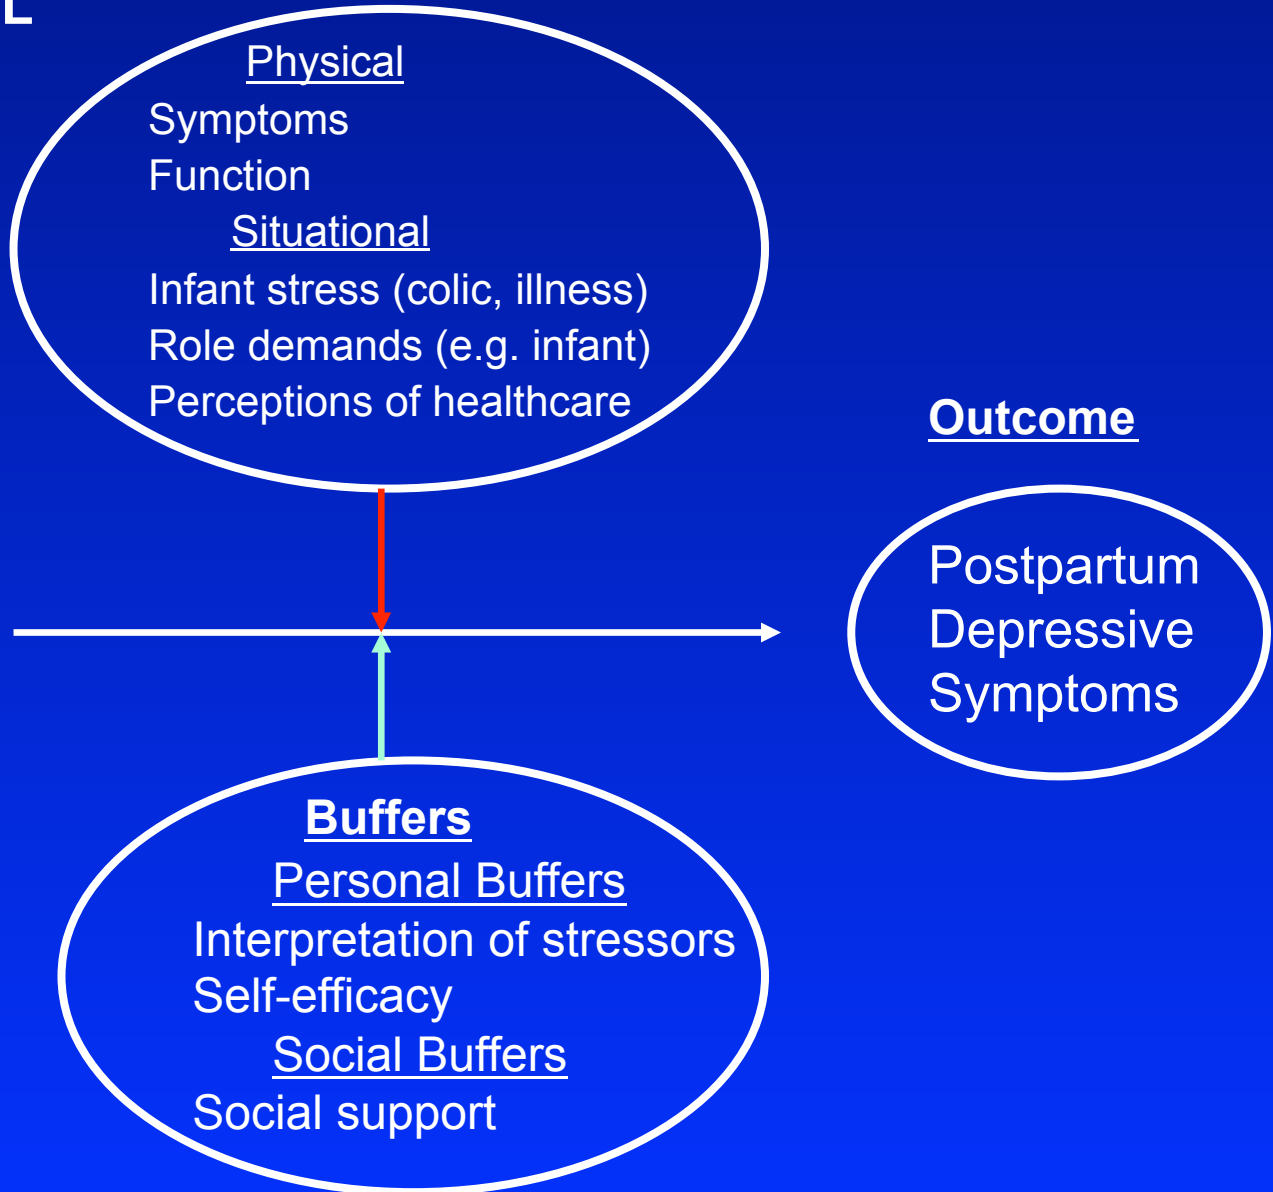 Physical
Symptoms
Function
Situational
Infant stress (colic, illness)
Role demands (e.g. infant)
Perceptions of healthcare
Outcome
Postpartum
Depressive
Symptoms
Buffers
Personal Buffers
Interpretation of stressors
Self-efficacy
Social Buffers
Social support